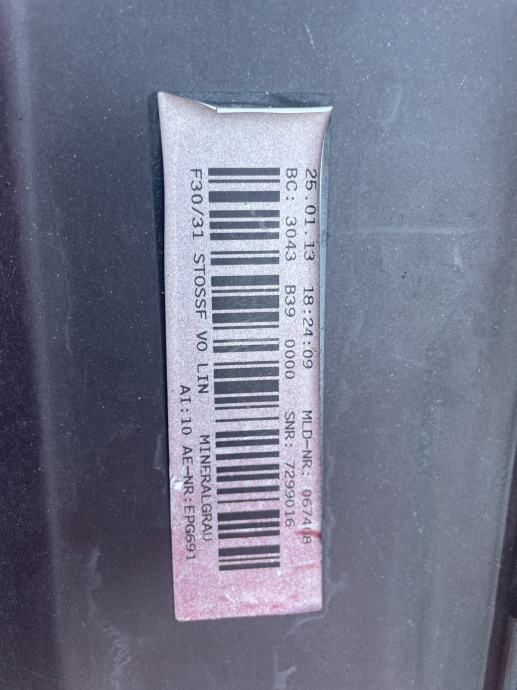 25.01.13 18:24:09 MLD-NR: 067408
BC: 3043 B39 0000 SNR: 7299016
F30/31 STOSSF VO LIN MINERALGRAU
AI:10 AE-NR:EPG691